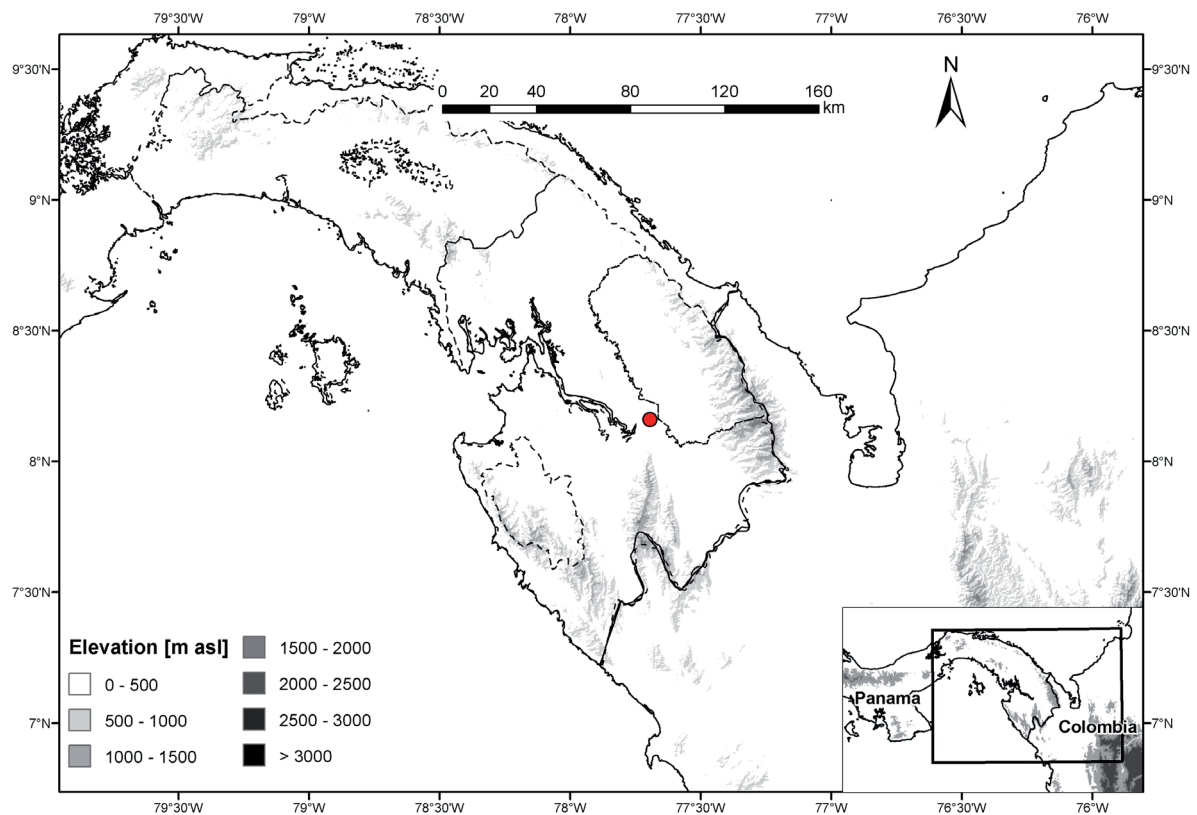 79°30'W 79°W 78°30'W 78°W 77°30'W 77°W 76°30'W 76°W
9°30'N 9°30'N
N
0 20 40 80 120 160
km
9°N 9°N
8°30'N 8°30'N
8°N 8°N
7°30'N 7°30'N
Elevation [m asl]
0 - 500
500 - 1000
1000 - 1500
1500 - 2000
2000 - 2500
2500 - 3000
> 3000
Panama
Colombia
7°N 7°N
79°30'W 79°W 78°30'W 78°W 77°30'W 77°W 76°30'W 76°W